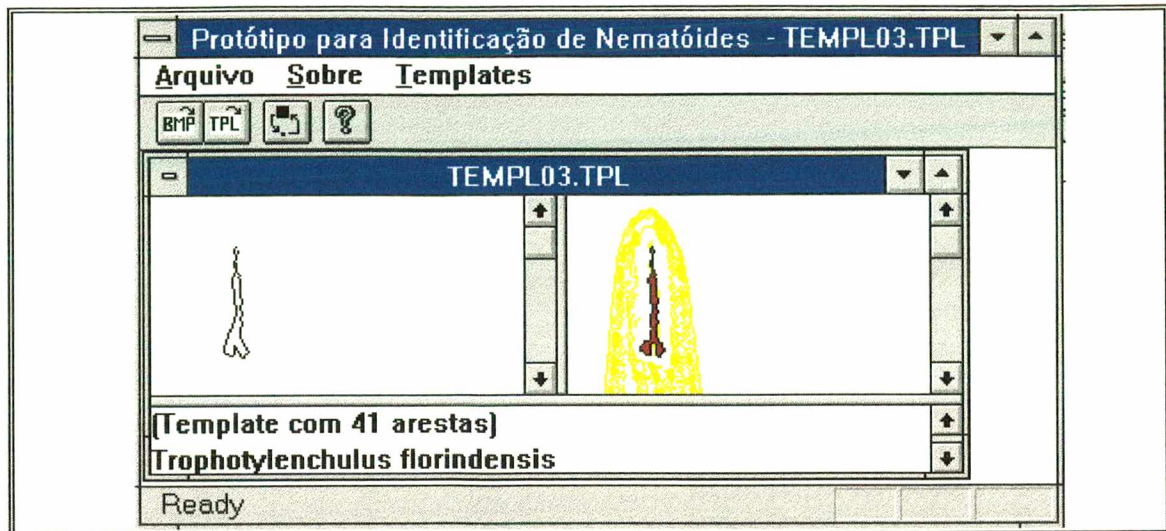 Protótipo para Identificação de Nematóides - TEMPL03.TPL
Arquivo Sobre Templates
BMP TPL ?
TEMPL03.TPL
(Template com 41 arestas)
Trophotylenchulus florindensis
Ready